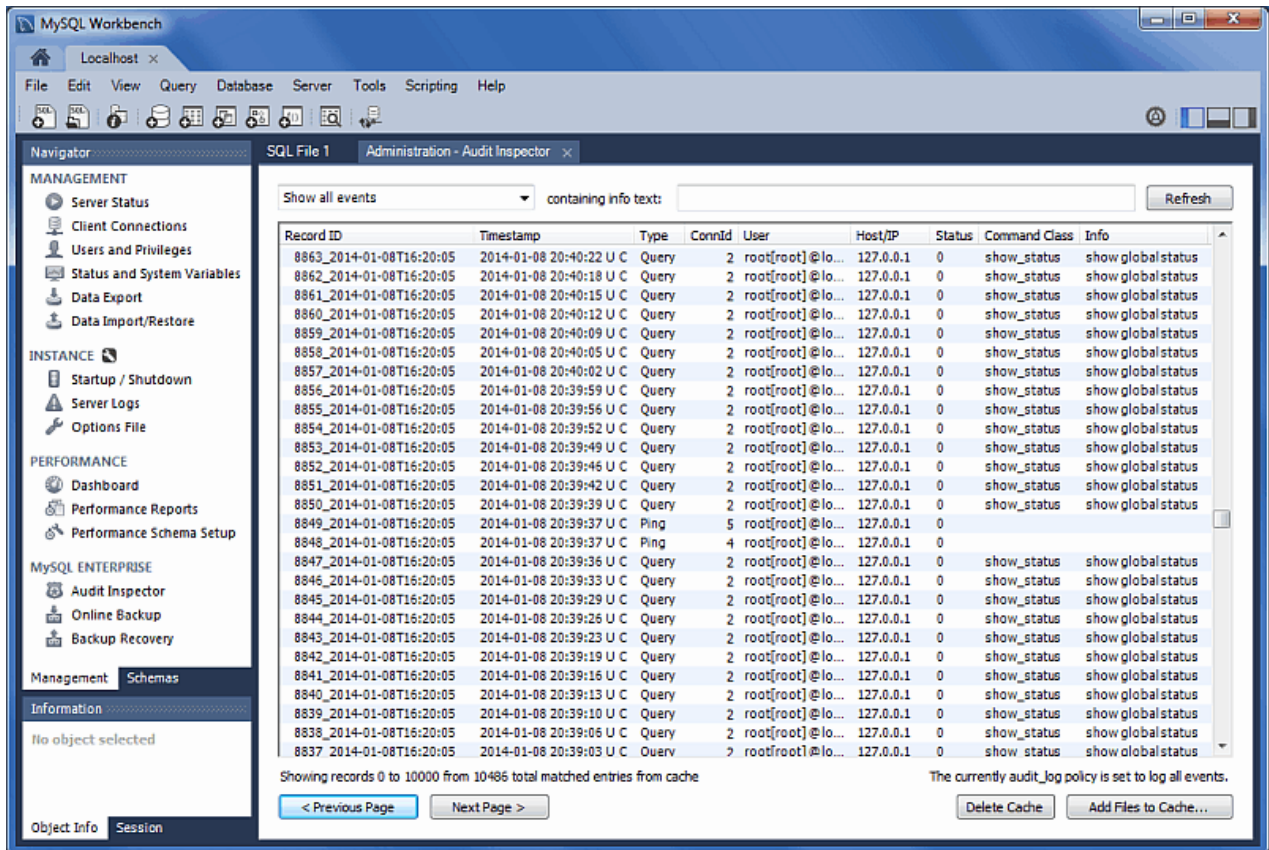 MySQL Workbench
Localhost
File Edit View Query Database Server Tools Scripting Help
Navigator
MANAGEMENT
Server Status
Client Connections
Users and Privileges
Status and System Variables
Data Export
Data Import/Restore
INSTANCE
Startup / Shutdown
Server Logs
Options File
PERFORMANCE
Dashboard
Performance Reports
Performance Schema Setup
MySQL ENTERPRISE
Audit Inspector
Online Backup
Backup Recovery
Management Schemas
Information
No object selected
Object Info Session
SQL File 1 Administration - Audit Inspector
Show all events containing info text: Refresh
Record ID Timestamp Type ConnId User Host/IP Status Command Class Info
8863_2014-01-08T16:20:05 2014-01-08 20:40:22 U C Query 2 root[root] @ lo... 127.0.0.1 0 show_status show global status
8862_2014-01-08T16:20:05 2014-01-08 20:40:18 U C Query 2 root[root] @ lo... 127.0.0.1 0 show_status show global status
8861_2014-01-08T16:20:05 2014-01-08 20:40:15 U C Query 2 root[root] @ lo... 127.0.0.1 0 show_status show global status
8860_2014-01-08T16:20:05 2014-01-08 20:40:12 U C Query 2 root[root] @ lo... 127.0.0.1 0 show_status show global status
8859_2014-01-08T16:20:05 2014-01-08 20:40:09 U C Query 2 root[root] @ lo... 127.0.0.1 0 show_status show global status
8858_2014-01-08T16:20:05 2014-01-08 20:40:05 U C Query 2 root[root] @ lo... 127.0.0.1 0 show_status show global status
8857_2014-01-08T16:20:05 2014-01-08 20:40:02 U C Query 2 root[root] @ lo... 127.0.0.1 0 show_status show global status
8856_2014-01-08T16:20:05 2014-01-08 20:39:59 U C Query 2 root[root] @ lo... 127.0.0.1 0 show_status show global status
8855_2014-01-08T16:20:05 2014-01-08 20:39:56 U C Query 2 root[root] @ lo... 127.0.0.1 0 show_status show global status
8854_2014-01-08T16:20:05 2014-01-08 20:39:52 U C Query 2 root[root] @ lo... 127.0.0.1 0 show_status show global status
8853_2014-01-08T16:20:05 2014-01-08 20:39:49 U C Query 2 root[root] @ lo... 127.0.0.1 0 show_status show global status
8852_2014-01-08T16:20:05 2014-01-08 20:39:46 U C Query 2 root[root] @ lo... 127.0.0.1 0 show_status show global status
8851_2014-01-08T16:20:05 2014-01-08 20:39:42 U C Query 2 root[root] @ lo... 127.0.0.1 0 show_status show global status
8850_2014-01-08T16:20:05 2014-01-08 20:39:39 U C Query 2 root[root] @ lo... 127.0.0.1 0 show_status show global status
8849_2014-01-08T16:20:05 2014-01-08 20:39:37 U C Ping 5 root[root] @ lo... 127.0.0.1 0
8848_2014-01-08T16:20:05 2014-01-08 20:39:37 U C Ping 4 root[root] @ lo... 127.0.0.1 0
8847_2014-01-08T16:20:05 2014-01-08 20:39:36 U C Query 2 root[root] @ lo... 127.0.0.1 0 show_status show global status
8846_2014-01-08T16:20:05 2014-01-08 20:39:33 U C Query 2 root[root] @ lo... 127.0.0.1 0 show_status show global status
8845_2014-01-08T16:20:05 2014-01-08 20:39:29 U C Query 2 root[root] @ lo... 127.0.0.1 0 show_status show global status
8844_2014-01-08T16:20:05 2014-01-08 20:39:26 U C Query 2 root[root] @ lo... 127.0.0.1 0 show_status show global status
8843_2014-01-08T16:20:05 2014-01-08 20:39:23 U C Query 2 root[root] @ lo... 127.0.0.1 0 show_status show global status
8842_2014-01-08T16:20:05 2014-01-08 20:39:19 U C Query 2 root[root] @ lo... 127.0.0.1 0 show_status show global status
8841_2014-01-08T16:20:05 2014-01-08 20:39:16 U C Query 2 root[root] @ lo... 127.0.0.1 0 show_status show global status
8840_2014-01-08T16:20:05 2014-01-08 20:39:13 U C Query 2 root[root] @ lo... 127.0.0.1 0 show_status show global status
8839_2014-01-08T16:20:05 2014-01-08 20:39:10 U C Query 2 root[root] @ lo... 127.0.0.1 0 show_status show global status
8838_2014-01-08T16:20:05 2014-01-08 20:39:06 U C Query 2 root[root] @ lo... 127.0.0.1 0 show_status show global status
8837_2014-01-08T16:20:05 2014-01-08 20:39:03 U C Query 2 root[root] @ lo... 127.0.0.1 0 show_status show global status
Showing records 0 to 10000 from 10486 total matched entries from cache The currently audit_log policy is set to log all events.
< Previous Page Next Page > Delete Cache Add Files to Cache...